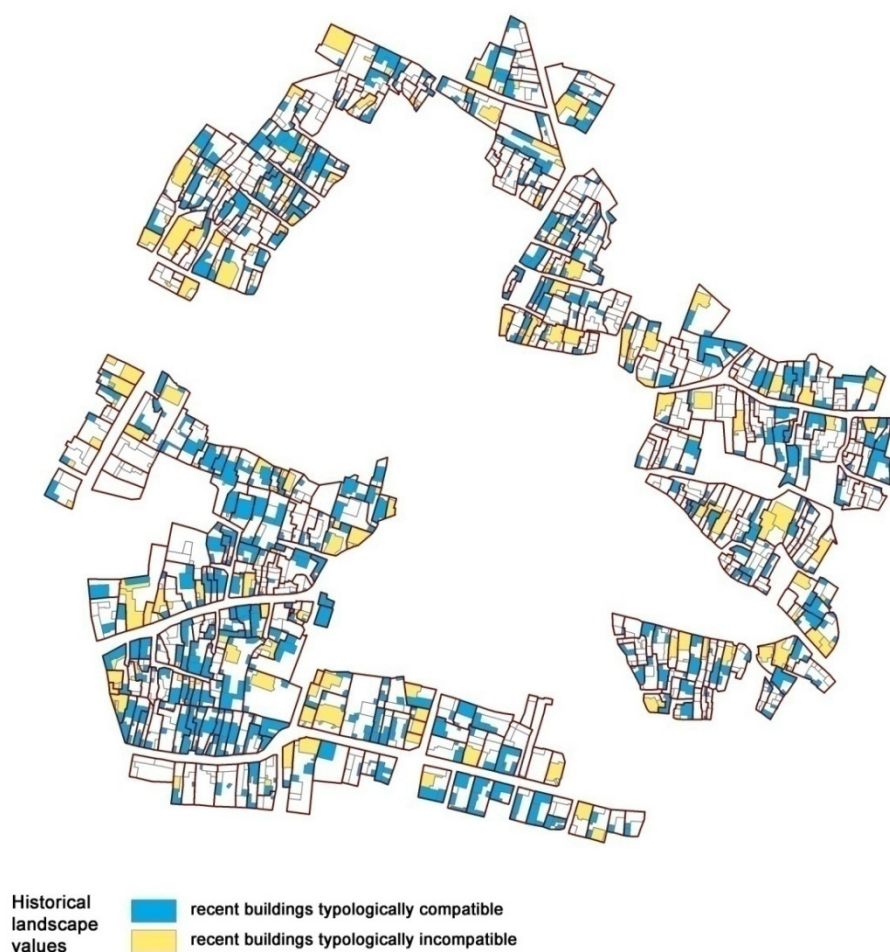 Historical
landscape
values
recent buildings typologically compatible
recent buildings typologically incompatible